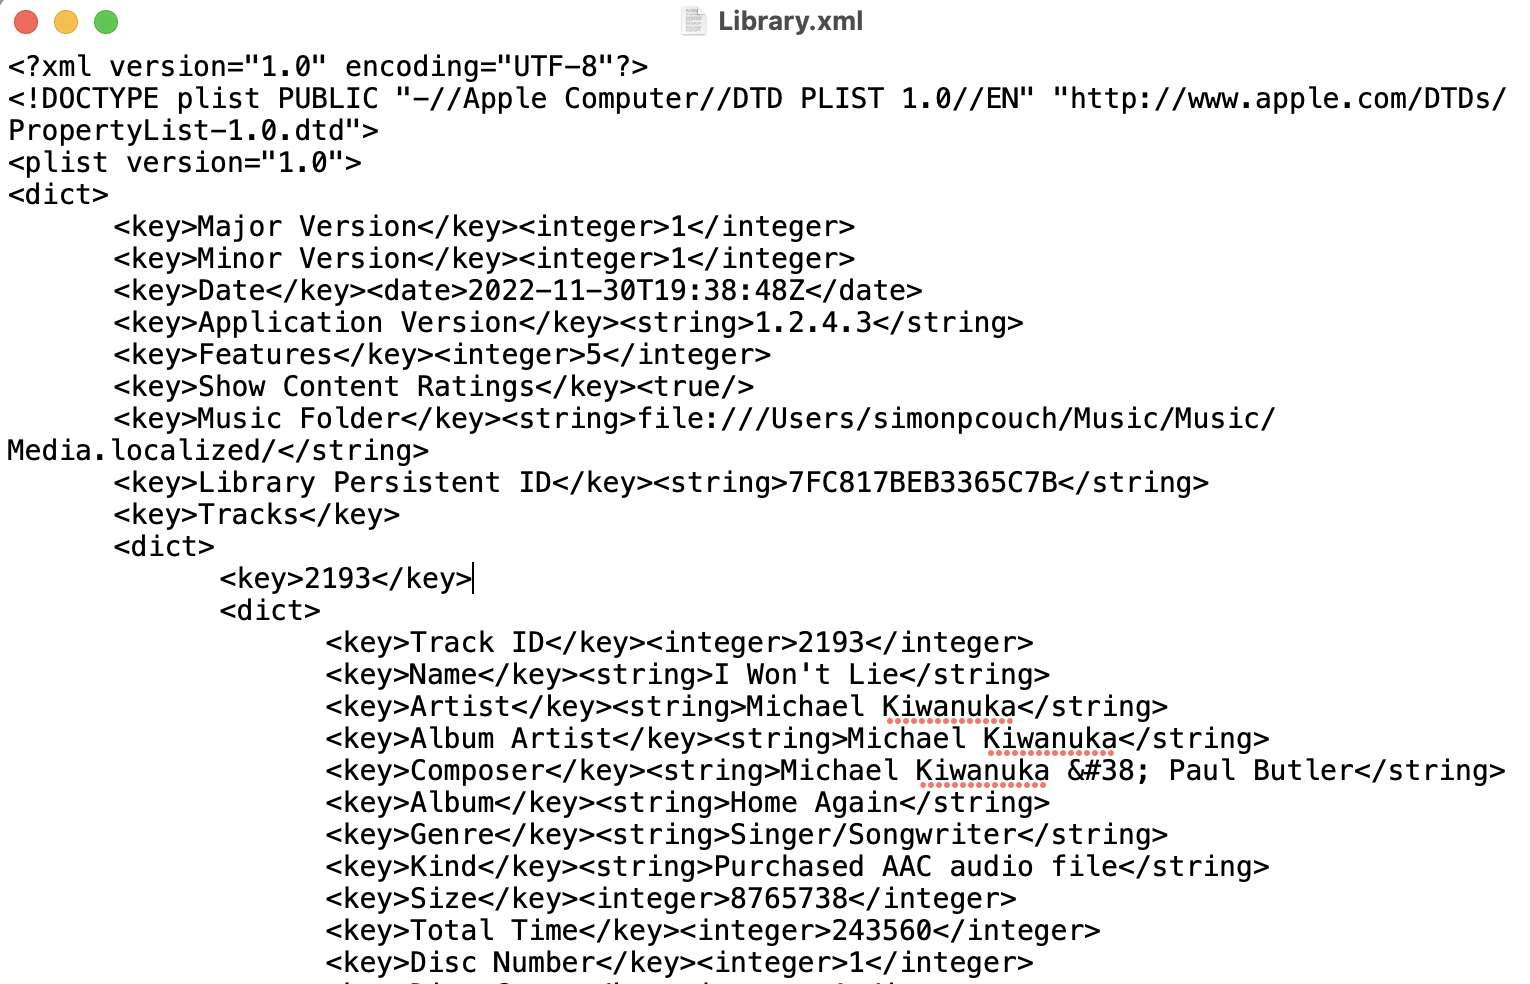 Library.xml
<?xml version="1.0" encoding="UTF-8"?>
<!DOCTYPE plist PUBLIC "-//Apple Computer//DTD PLIST 1.0//EN" "http://www.apple.com/DTDs/
PropertyList-1.0.dtd">
<plist version="1.0">
<dict>
<key>Major Version</key><integer>1</integer>
<key>Minor Version</key><integer>1</integer>
<key>Date</key><date>2022-11-30T19:38:48Z</date>
<key>Application Version</key><string>1.2.4.3</string>
<key>Features</key><integer>5</integer>
<key>Show Content Ratings</key><true/>
<key>Music Folder</key><string>file:///Users/simonpcouch/Music/Music/
Media.localized/</string>
<key>Library Persistent ID</key><string>7FC817BEB3365C7B</string>
<key>Tracks</key>
<dict>
<key>2193</key>
<dict>
<key>Track ID</key><integer>2193</integer>
<key>Name</key><string>I Won't Lie</string>
<key>Artist</key><string>Michael Kiwanuka</string>
<key>Album Artist</key><string>Michael Kiwanuka</string>
<key>Composer</key><string>Michael Kiwanuka &#38; Paul Butler</string>
<key>Album</key><string>Home Again</string>
<key>Genre</key><string>Singer/Songwriter</string>
<key>Kind</key><string>Purchased AAC audio file</string>
<key>Size</key><integer>8765738</integer>
<key>Total Time</key><integer>243560</integer>
<key>Disc Number</key><integer>1</integer>